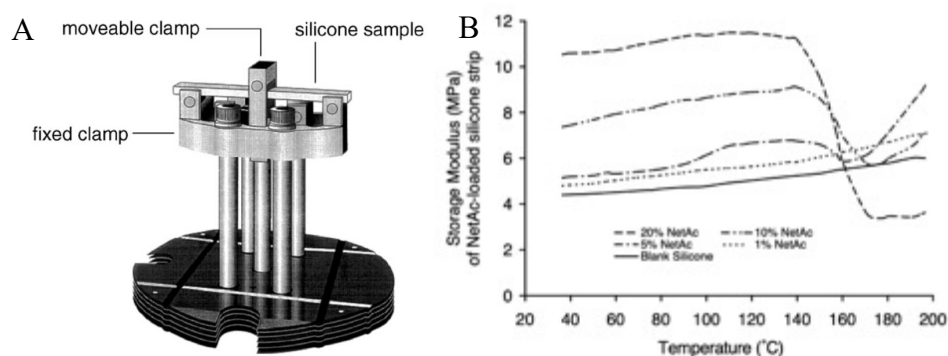 A
moveable clamp
silicone sample
fixed clamp
B
Storage Modulus (MPa)
of NetAc-loaded silicone strip
12
10
8
6
4
2
0
20% NetAc
10% NetAc
5% NetAc
1% NetAc
Blank Silicone
20 40 60 80 100 120 140 160 180 200
Temperature (˚C)